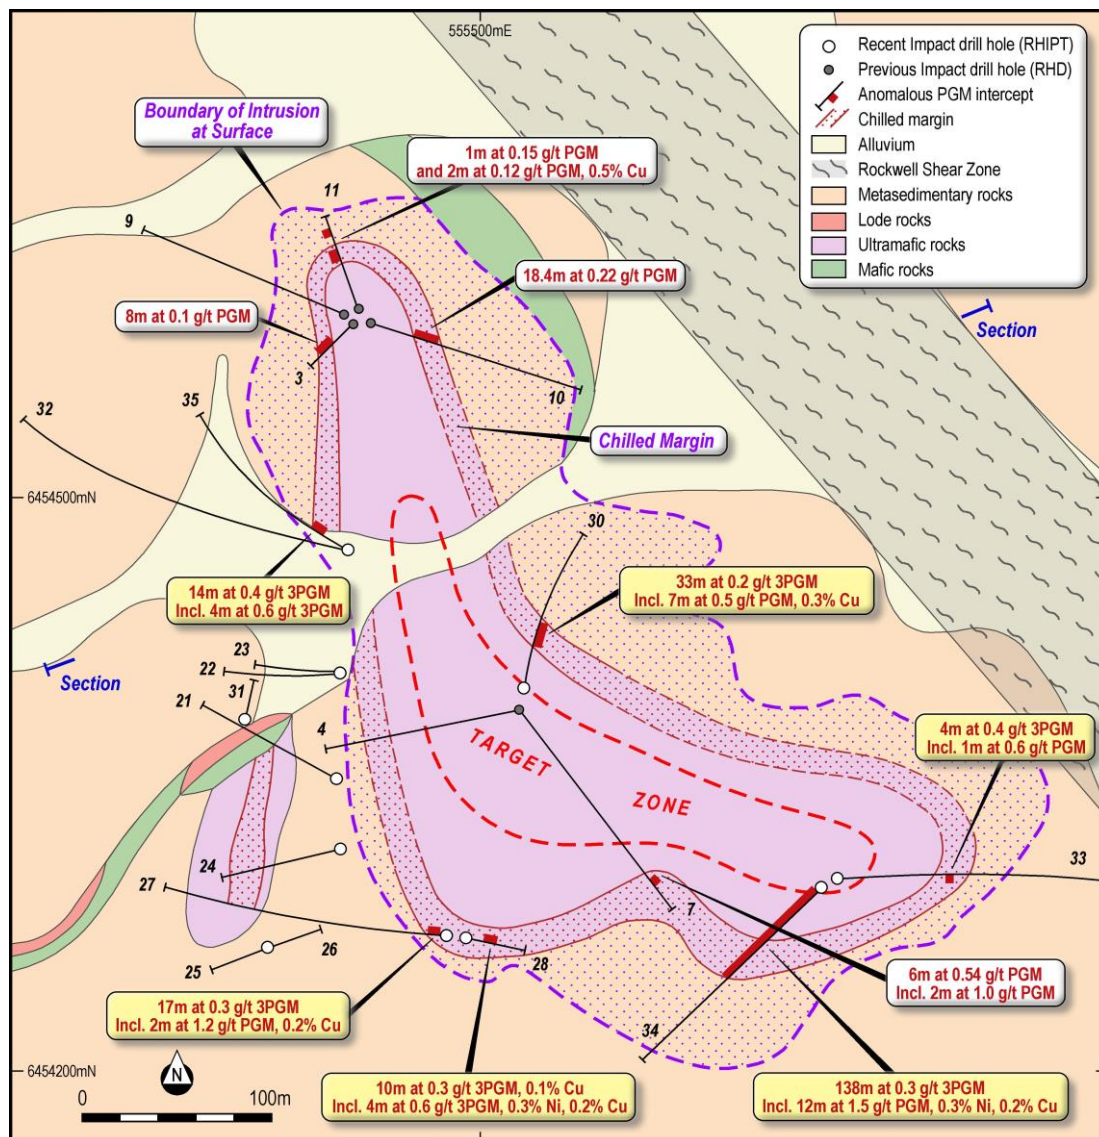 555500mE
Recent Impact drill hole (RHIPT)
Previous Impact drill hole (RHD)
Anomalous PGM intercept
Chilled margin
Alluvium
Rockwell Shear Zone
Metasedimentary rocks
Lode rocks
Ultramafic rocks
Mafic rocks
Boundary of Intrusion
at Surface
1m at 0.15 g/t PGM
and 2m at 0.12 g/t PGM, 0.5% Cu
11
9
18.4m at 0.22 g/t PGM
8m at 0.1 g/t PGM
Section
3
10
32
35
Chilled Margin
6454500mN
30
14m at 0.4 g/t 3PGM
Incl. 4m at 0.6 g/t 3PGM
33m at 0.2 g/t 3PGM
Incl. 7m at 0.5 g/t PGM, 0.3% Cu
23
22
Section
31
21
4
TARGET
ZONE
4m at 0.4 g/t 3PGM
Incl. 1m at 0.6 g/t PGM
33
24
27
7
26
25
28
6m at 0.54 g/t PGM
Incl. 2m at 1.0 g/t PGM
17m at 0.3 g/t 3PGM
Incl. 2m at 1.2 g/t PGM, 0.2% Cu
34
6454200mN
N
0
100m
10m at 0.3 g/t 3PGM, 0.1% Cu
Incl. 4m at 0.6 g/t 3PGM, 0.3% Ni, 0.2% Cu
138m at 0.3 g/t 3PGM
Incl. 12m at 1.5 g/t PGM, 0.3% Ni, 0.2% Cu